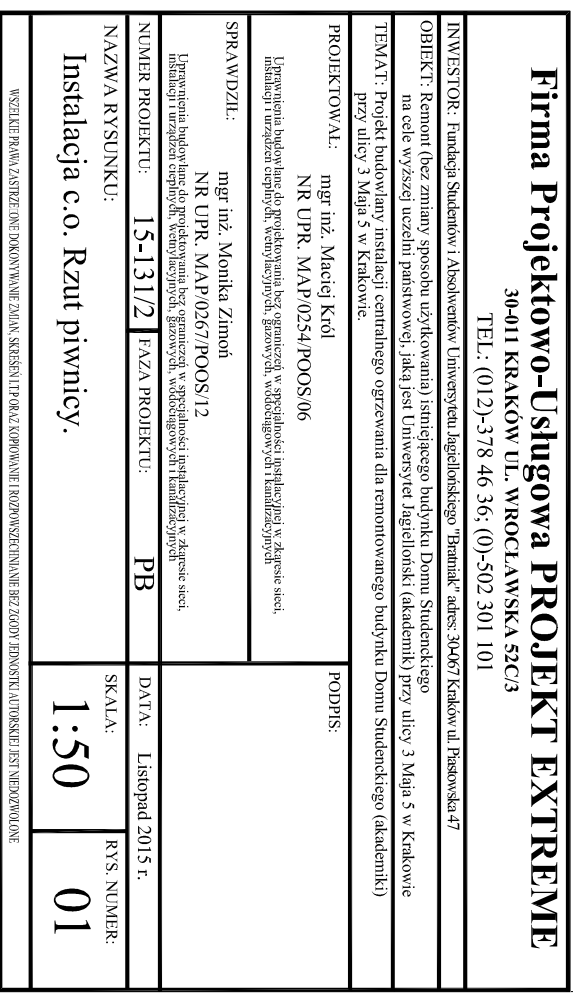 Firma Projektowo-Usługowa PROJEKT EXTREME
30-011 KRAKÓW UL. WROCŁAWSKA 52C/3
TEL: (012)-378 46 36; (0)-502 301 101
INWESTOR: Fundacja Studentów i Absolwentów Uniwersytetu Jagiellońskiego "Bratniak" adres: 30-067 Kraków ul. Piastowska 47
OBIEKT: Remont (bez zmiany sposobu użytkowania) istniejącego budynku Domu Studenckiego
na cele wyższej uczelni państwowej, jaką jest Uniwersytet Jagielloński (akademik) przy ulicy 3 Maja 5 w Krakowie
TEMAT: Projekt budowlany instalacji centralnego ogrzewania dla remontowanego budynku Domu Studenckiego (akademiki)
przy ulicy 3 Maja 5 w Krakowie.
PROJEKTOWAŁ:
mgr inż. Maciej Król
NR UPR. MAP/0254/POOS/06
Uprawnienia budowlane do projektowania bez ograniczeń w specjalności instalacyjnej w zkaresie sieci,
instalacji i urządzeń cieplnych, wetnylacyjnych, gazowych, wodociągowych i kanalizacyjnych
PODPIS:
SPRAWDZIŁ:
mgr inż. Monika Zimoń
NR UPR. MAP/0267/POOS/12
Uprawnienia budowlane do projektowania bez ograniczeń w specjalności instalacyjnej w zkaresie sieci,
instalacji i urządzeń cieplnych, wetnylacyjnych, gazowych, wodociągowych i kanalizacyjnych
NUMER PROJEKTU: 15-131/2
FAZA PROJEKTU: PB
DATA: Listopad 2015 r.
NAZWA RYSUNKU:
Instalacja c.o. Rzut piwnicy.
SKALA:
1:50
RYS. NUMER:
01
WSZELKIE PRAWA ZASTRZEŻONE DOKONYWANIE ZMIAN, SKREŚEŃ I.T.P ORAZ KOPIOWANIE I ROZPOWSZECHNIANIE BEZ ZGODY JEDNOSTKI AUTORSKIEJ JEST NIEDOZWOLONE